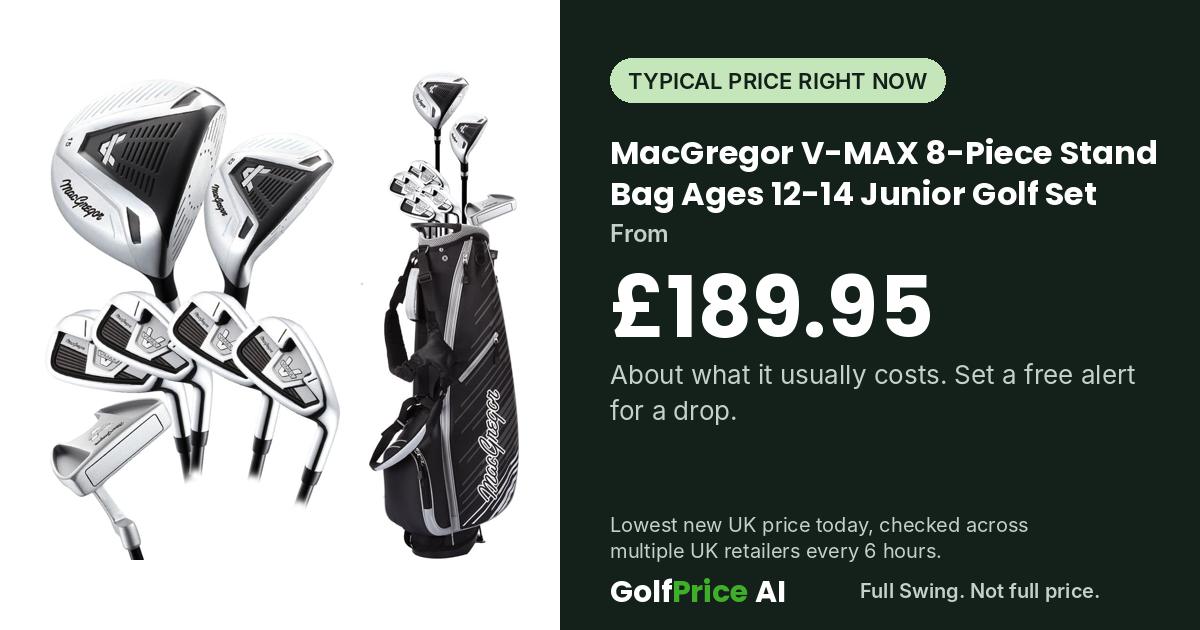 TYPICAL PRICE RIGHT NOW
MacGregor V-MAX 8-Piece Stand
Bag Ages 12-14 Junior Golf Set
From
£189.95
About what it usually costs. Set a free alert
for a drop.
Lowest new UK price today, checked across
multiple UK retailers every 6 hours.
GolfPrice AI
Full Swing. Not full price.
MacGregor
MacGregor
MacGregor